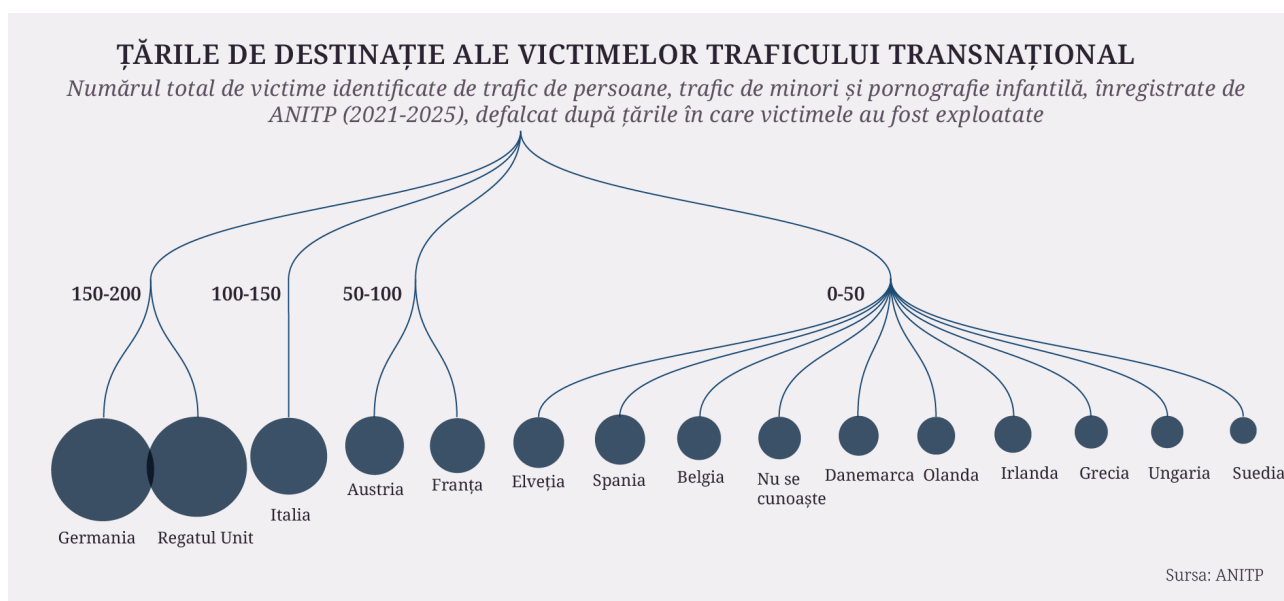 ȚĂRILE DE DESTINAȚIE ALE VICTIMELOR TRAFICULUI TRANSNAȚIONAL
Numărul total de victime identificate de trafic de persoane, trafic de minori și pornografie infantilă, înregistrate de
ANITP (2021-2025), defalcat după țările în care victimele au fost exploatate
150-200
100-150
50-100
0-50
Germania
Regatul Unit
Italia
Austria
Franța
Elveția
Spania
Belgia
Nu se
cunoaște
Danemarca
Olanda
Irlanda
Grecia
Ungaria
Suedia
Sursa: ANITP